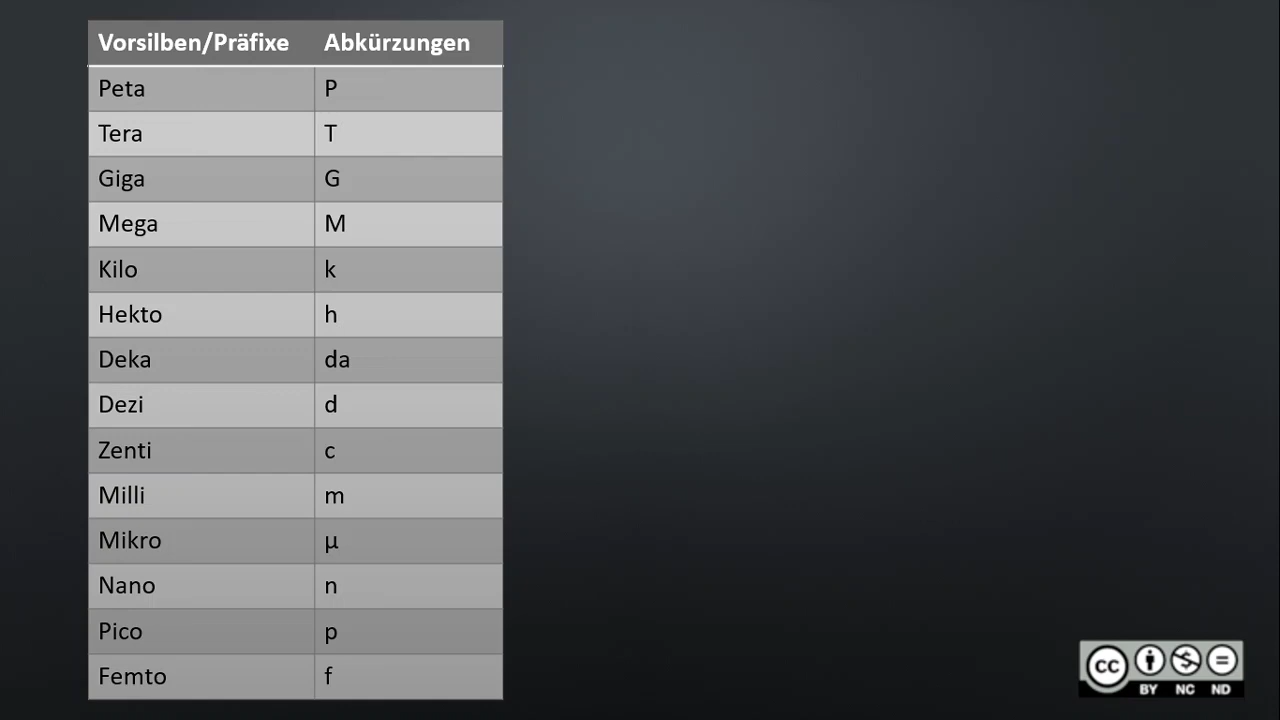 Vorsilben/Präfixe Abkürzungen
Peta P
Tera T
Giga G
Mega M
Kilo k
Hekto h
Deka da
Dezi d
Zenti c
Milli m
Mikro µ
Nano n
Pico p
Femto f
cc
BY NC ND